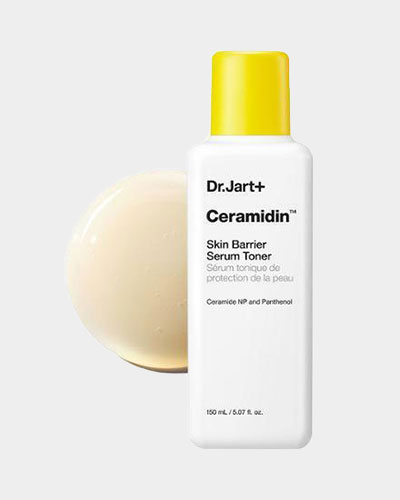 Dr.Jart+
Ceramidin™
Skin Barrier
Serum Toner
Sérum tonique de
protection de la peau
Ceramide NP and Panthenol
150 mL / 5.07 fl. oz.